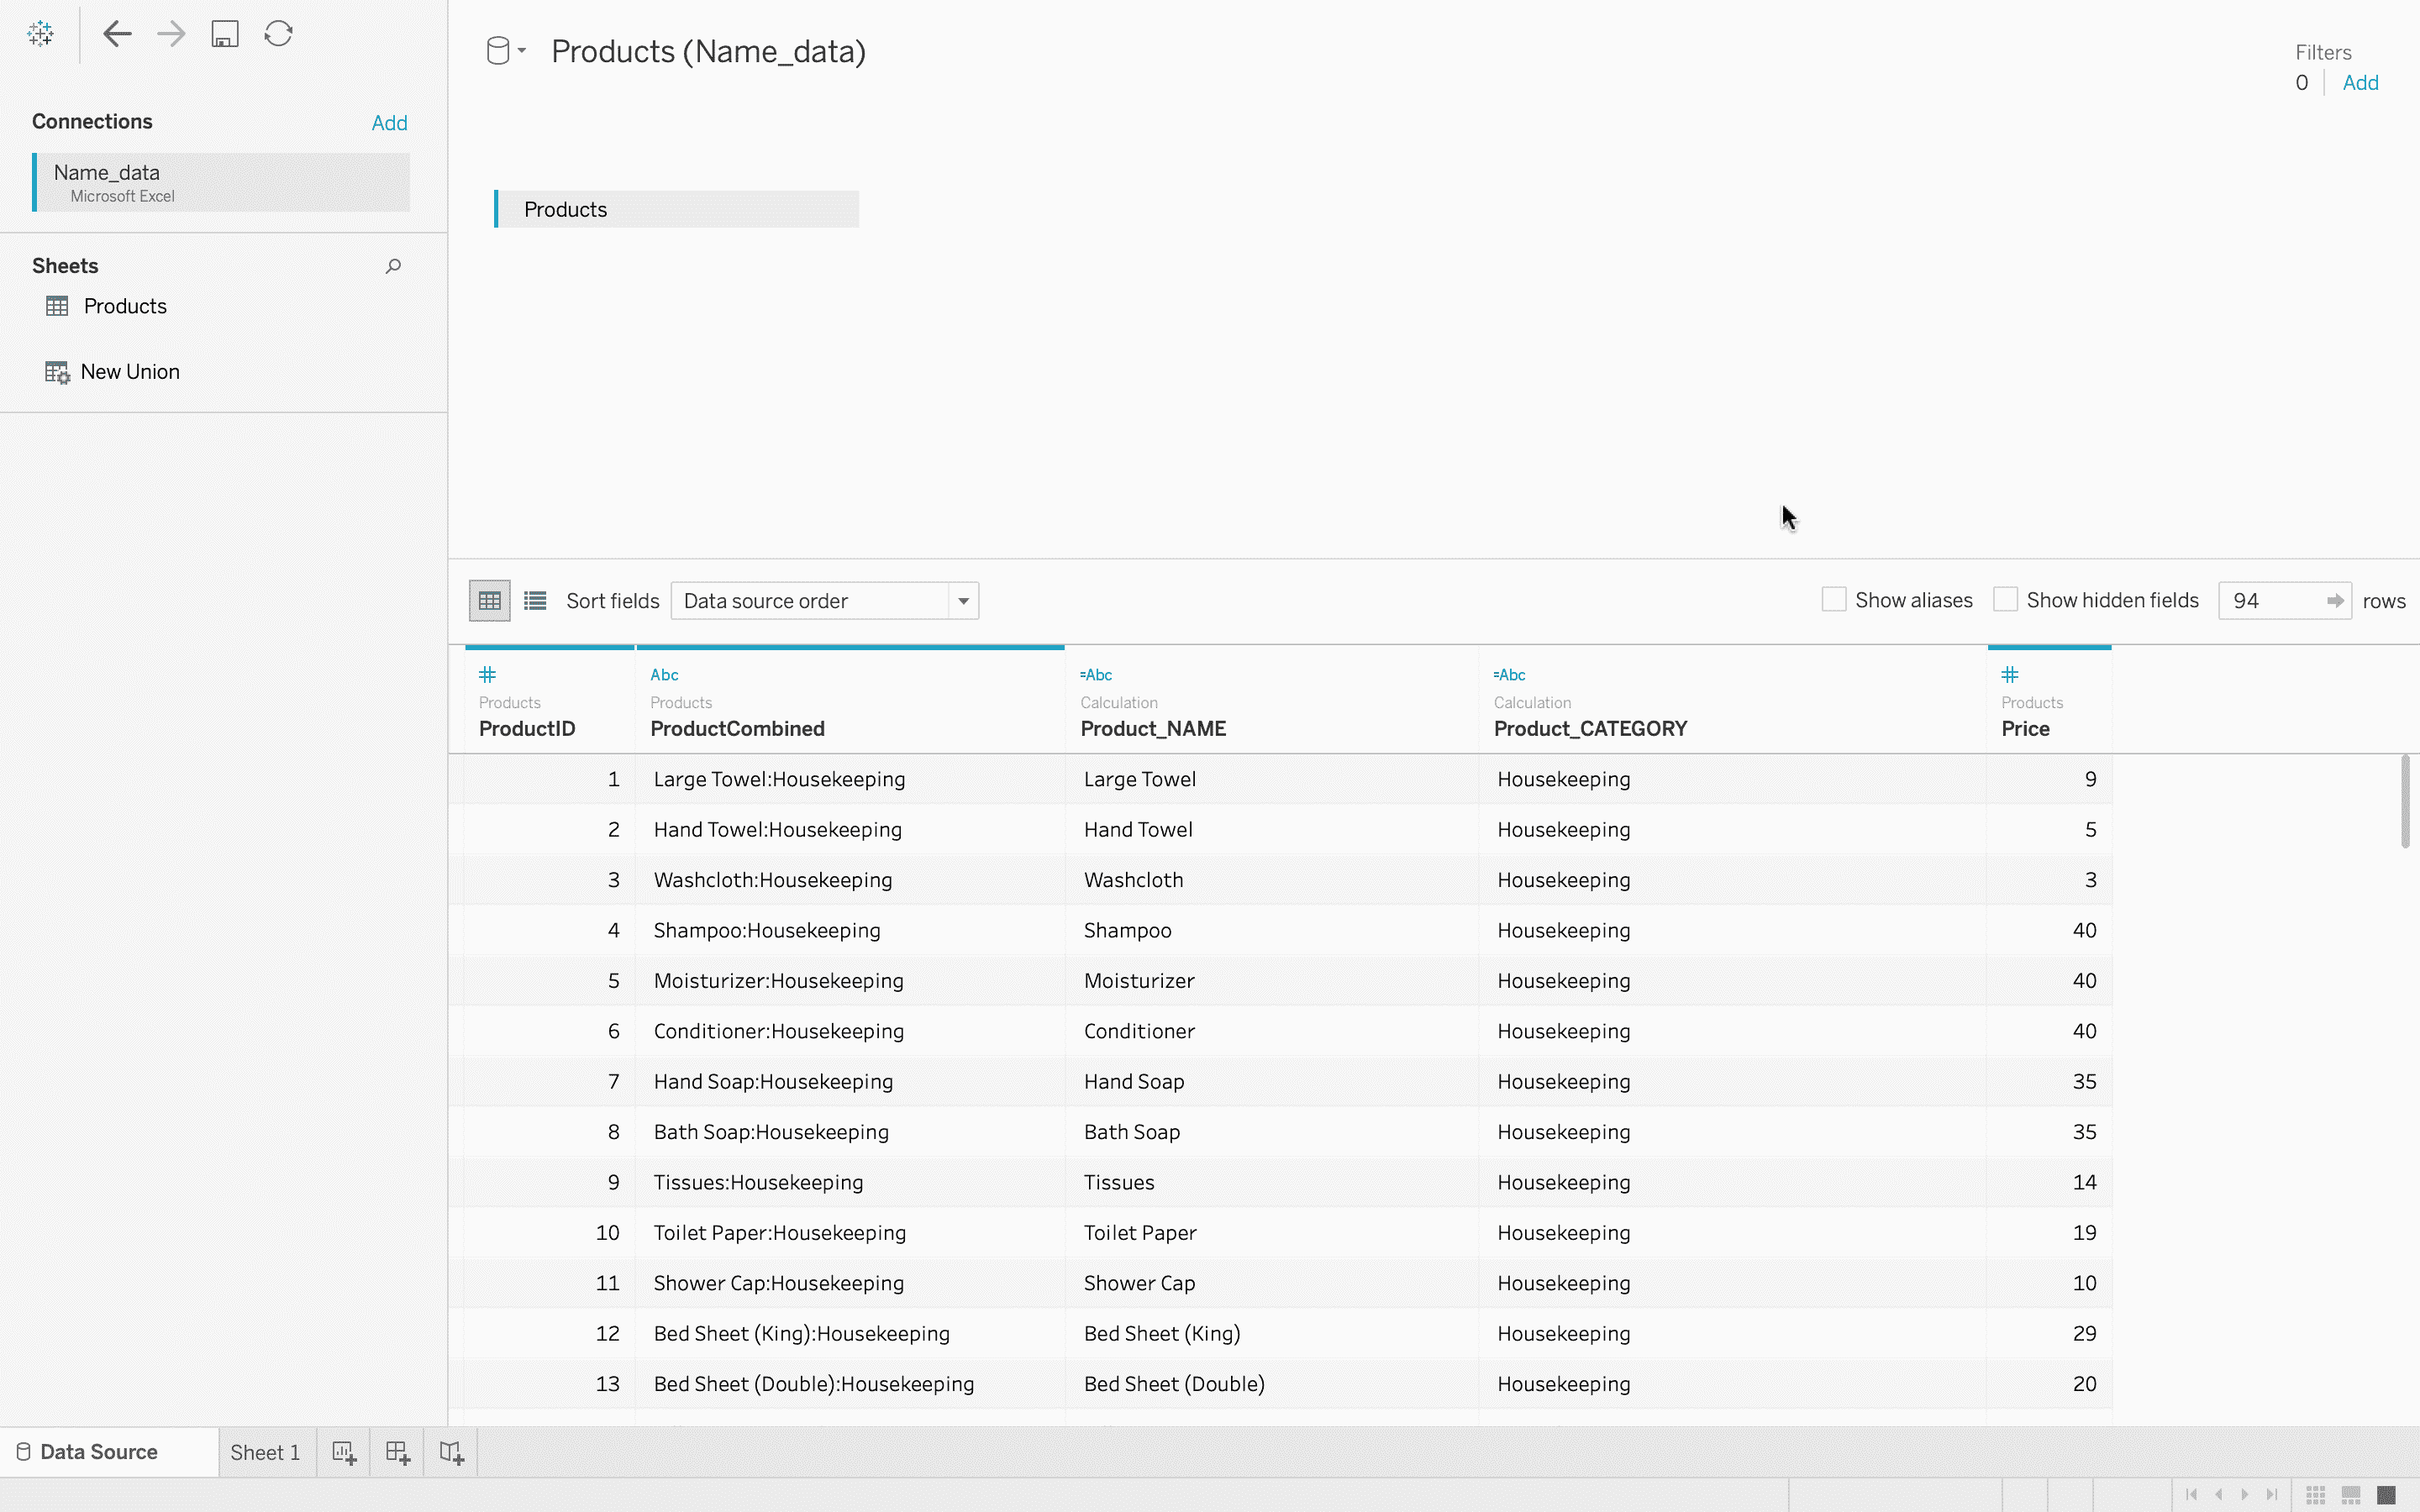 Products (Name_data)
Filters
0 Add
Connections Add
Name_data
Microsoft Excel
Products
Sheets
Products
New Union
Sort fields Data source order Show aliases Show hidden fields 94 rows
# Abc =Abc =Abc #
Products Products Calculation Calculation Products
ProductID ProductCombined Product_NAME Product_CATEGORY Price
1 Large Towel:Housekeeping Large Towel Housekeeping 9
2 Hand Towel:Housekeeping Hand Towel Housekeeping 5
3 Washcloth:Housekeeping Washcloth Housekeeping 3
4 Shampoo:Housekeeping Shampoo Housekeeping 40
5 Moisturizer:Housekeeping Moisturizer Housekeeping 40
6 Conditioner:Housekeeping Conditioner Housekeeping 40
7 Hand Soap:Housekeeping Hand Soap Housekeeping 35
8 Bath Soap:Housekeeping Bath Soap Housekeeping 35
9 Tissues:Housekeeping Tissues Housekeeping 14
10 Toilet Paper:Housekeeping Toilet Paper Housekeeping 19
11 Shower Cap:Housekeeping Shower Cap Housekeeping 10
12 Bed Sheet (King):Housekeeping Bed Sheet (King) Housekeeping 29
13 Bed Sheet (Double):Housekeeping Bed Sheet (Double) Housekeeping 20
Data Source Sheet 1